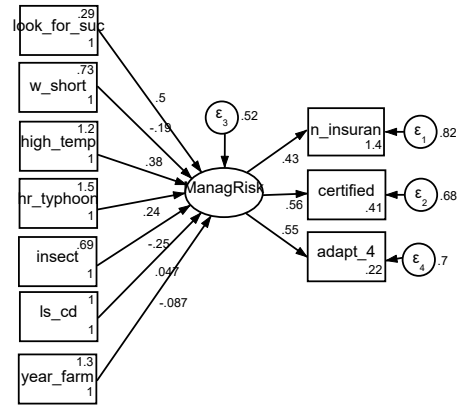 .29
look_for_suc
1
.73
w_short
1
1.2
high_temp
1
1.5
hr_typhoon
1
.69
insect
1
1
ls_cd
1
1.3
year_farm
1
.5
-.19
.38
.24
-.25
.047
-.087
ε3
.52
ManagRisk
.43
.56
.55
n_insuran
1.4
ε1
.82
certified
.41
ε2
.68
adapt_4
.22
ε4
.7